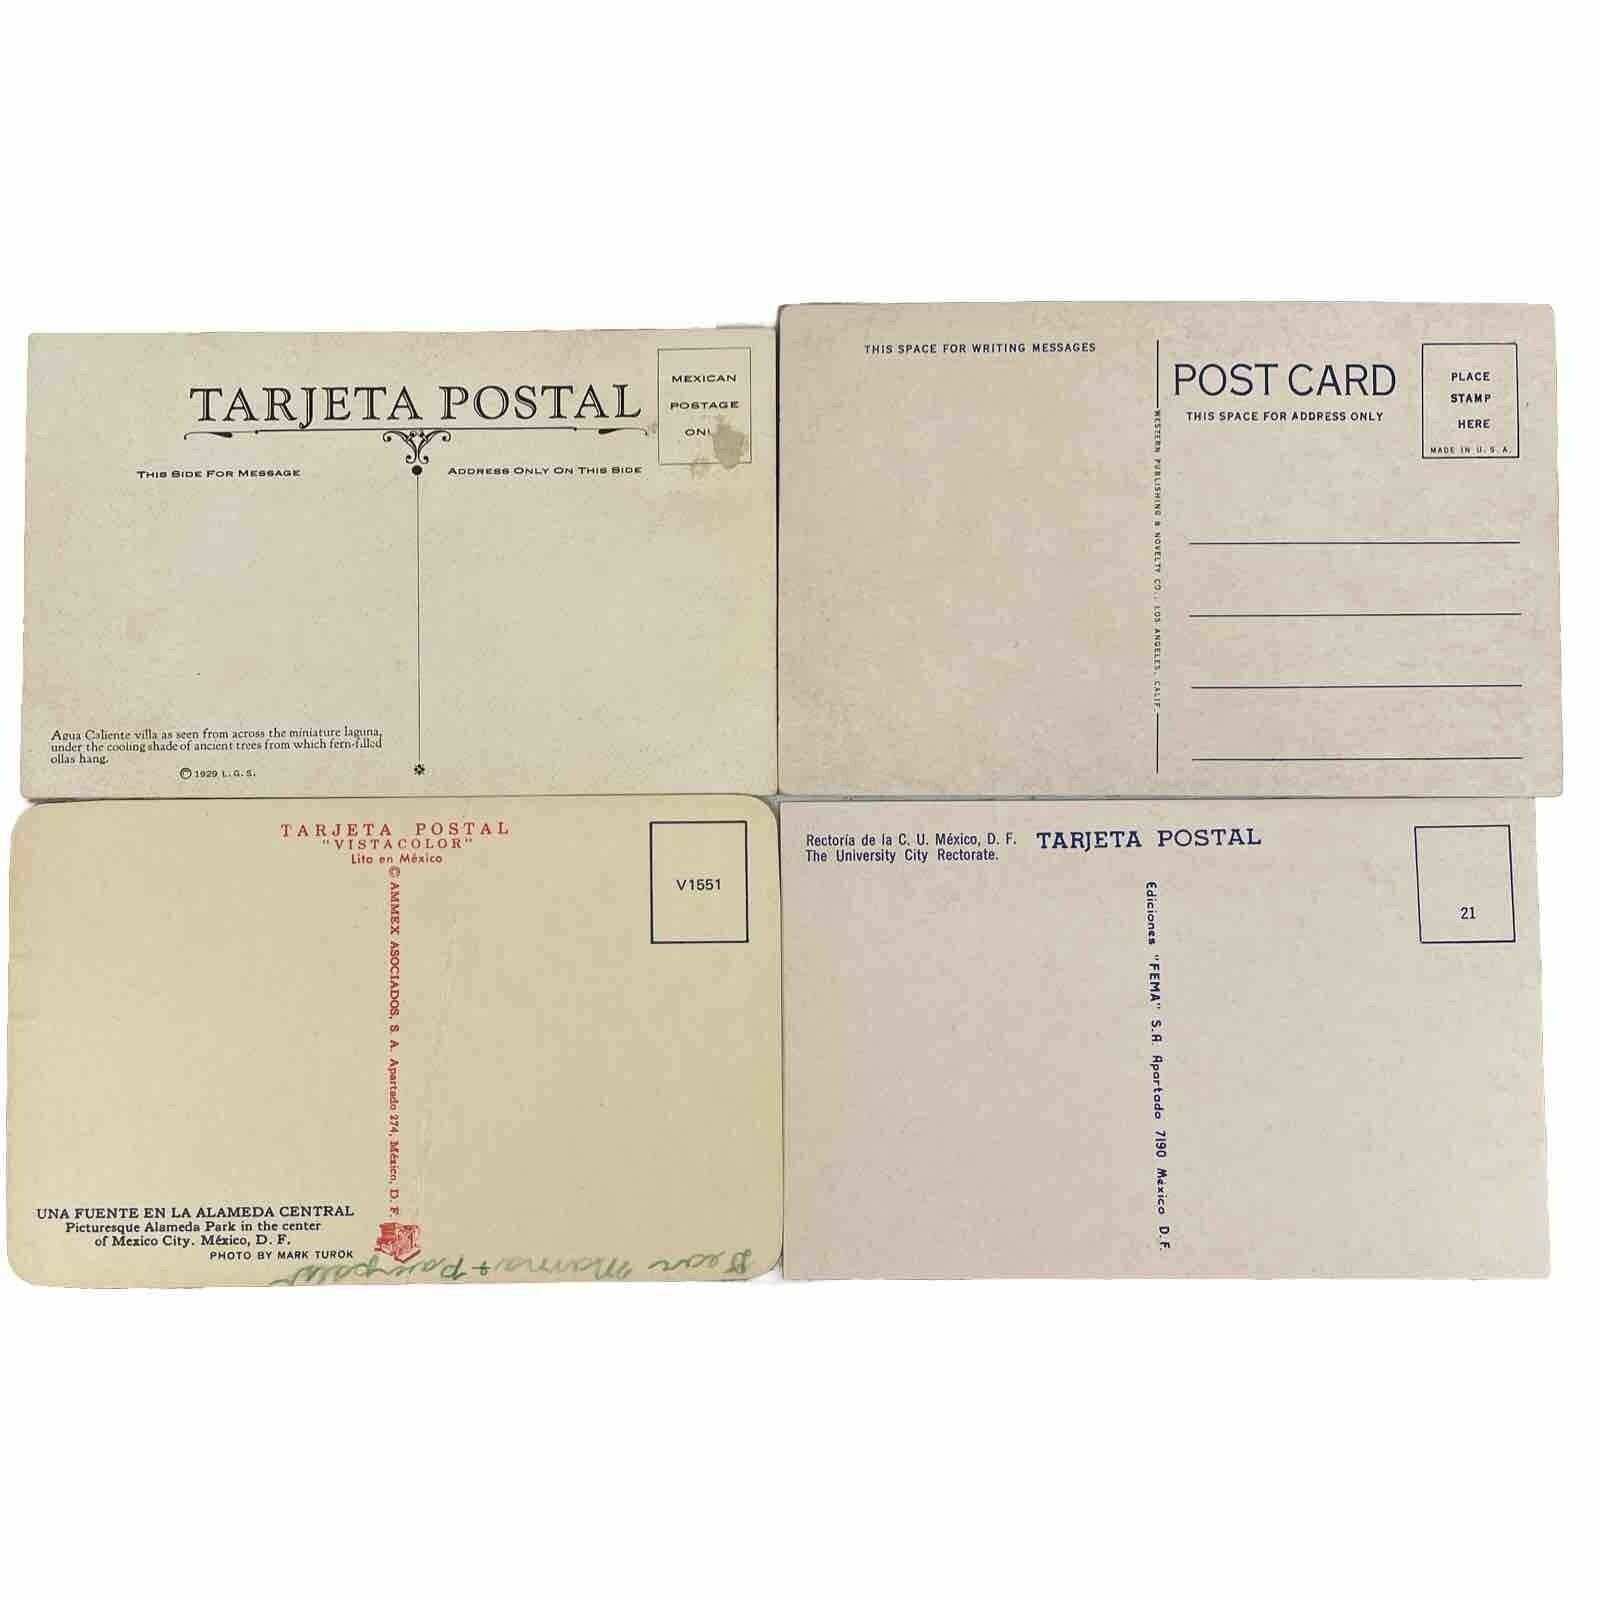 TARJETA POSTAL
MEXICAN
POSTAGE
THIS SIDE FOR MESSAGE
ADDRESS ONLY ON THIS SIDE
Agua Caliente villa as seen from across the miniature laguna,
under the cooling shade of ancient trees from which fern-filled
ollas hang.
© 1929 L. G. S.
THIS SPACE FOR WRITING MESSAGES
POST CARD
THIS SPACE FOR ADDRESS ONLY
PLACE
STAMP
HERE
MADE IN U. S. A.
WESTERN PUBLISHING & NOVELTY CO., LOS ANGELES, CALIF.
TARJETA POSTAL
"VISTACOLOR"
Lito en México
V1551
© AMMEX ASOCIADOS, S. A. Apartado 274, México, D. F.
UNA FUENTE EN LA ALAMEDA CENTRAL
Picturesque Alameda Park in the center
of Mexico City. México, D. F.
PHOTO BY MARK TUROK
Dear Mama +
Rectoría de la C. U. México, D. F.
The University City Rectorate.
TARJETA POSTAL
21
Ediciones "FEMA" S.A. Apartado 7190 México D.F.